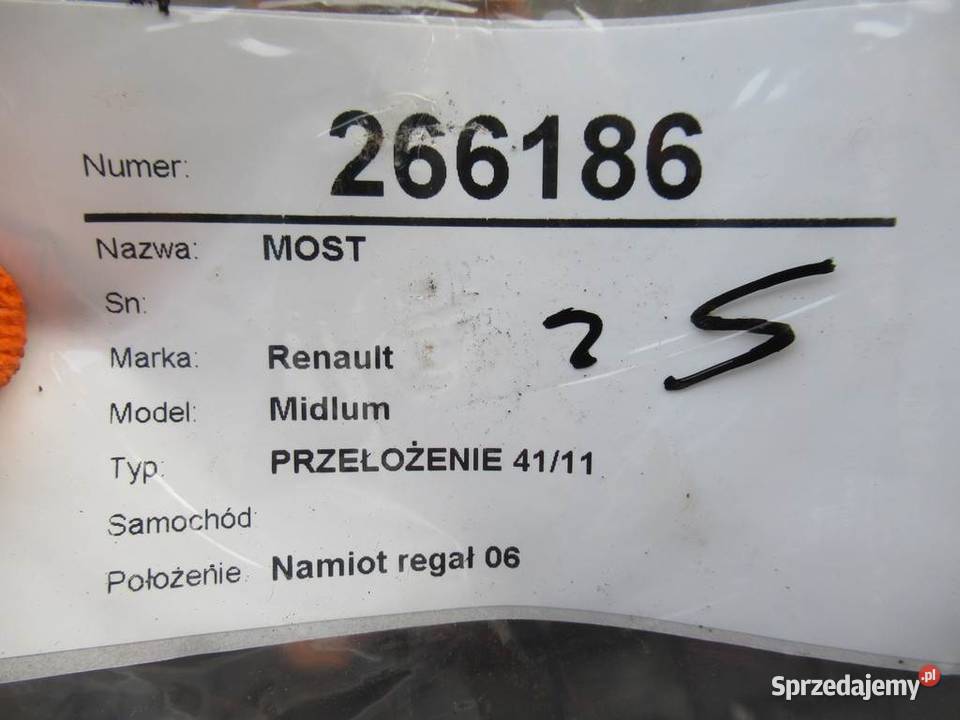 Numer: 266186
Nazwa: MOST
Sn:
Marka: Renault
Model: Midlum
Typ: PRZEŁOŻENIE 41/11
Samochód
Położenie Namiot regał 06
Sprzedajemy.pl